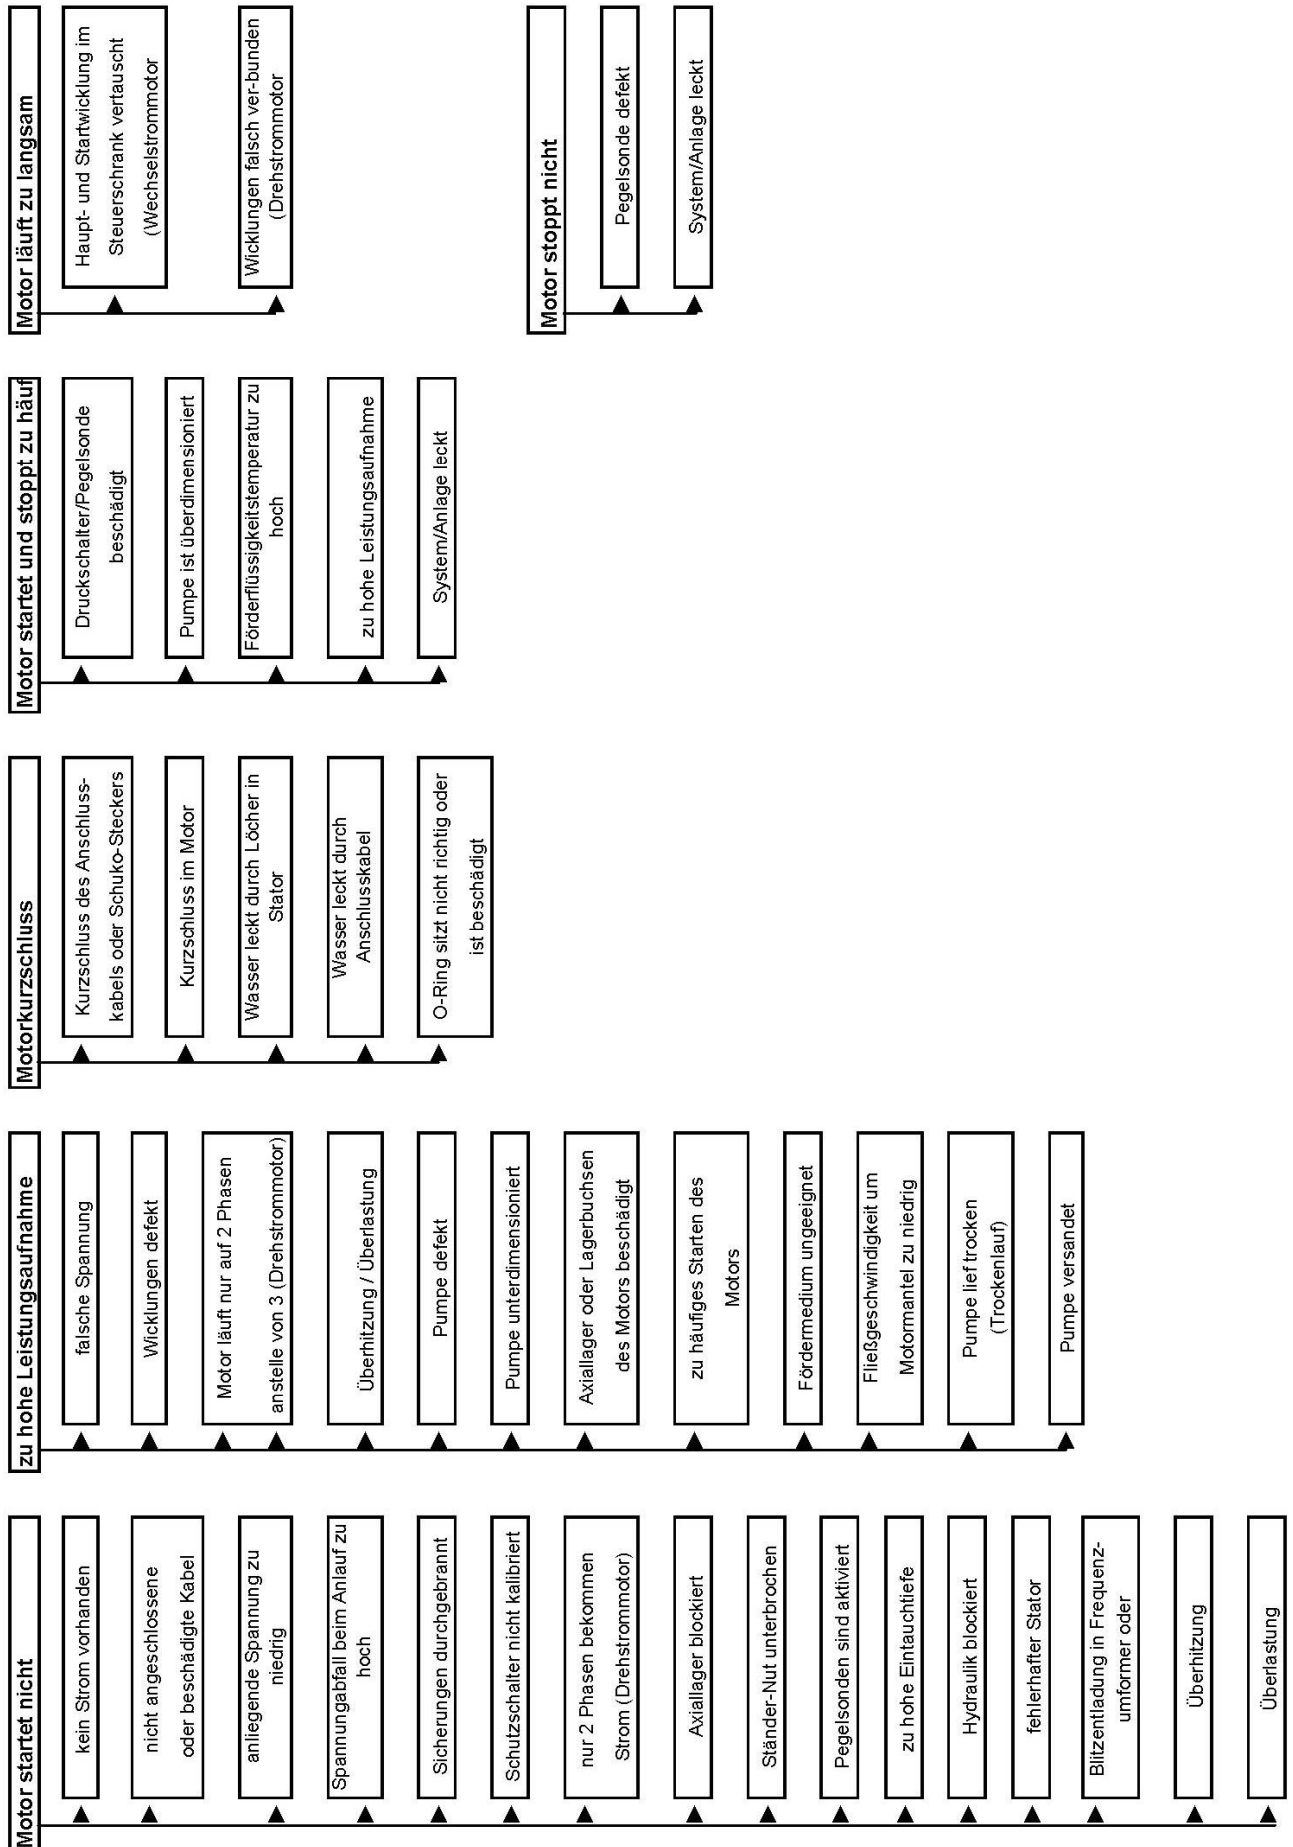 Motor startet nicht
kein Strom vorhanden
nicht angeschlossene
oder beschädigte Kabel
anliegende Spannung zu
niedrig
Spannungabfall beim Anlauf zu
hoch
Sicherungen durchgebrannt
Schutzschalter nicht kalibriert
nur 2 Phasen bekommen
Strom (Drehstrommotor)
Axiallager blockiert
Ständer-Nut unterbrochen
Pegelsonden sind aktiviert
zu hohe Eintauchtiefe
Hydraulik blockiert
fehlerhafter Stator
Blitzentladung in Frequenz-
umformer oder
Überhitzung
Überlastung
zu hohe Leistungsaufnahme
falsche Spannung
Wicklungen defekt
Motor läuft nur auf 2 Phasen
anstelle von 3 (Drehstrommotor)
Überhitzung / Überlastung
Pumpe defekt
Pumpe unterdimensioniert
Axiallager oder Lagerbuchsen
des Motors beschädigt
zu häufiges Starten des
Motors
Fördermedium ungeeignet
Fließgeschwindigkeit um
Motormantel zu niedrig
Pumpe lief trocken
(Trockenlauf)
Pumpe versandet
Motorkurzschluss
Kurzschluss des Anschluss-
kabels oder Schuko-Steckers
Kurzschluss im Motor
Wasser leckt durch Löcher in
Stator
Wasser leckt durch
Anschlusskabel
O-Ring sitzt nicht richtig oder
ist beschädigt
Motor startet und stoppt zu häuf
Druckschalter/Pegelsonde
beschädigt
Pumpe ist überdimensioniert
Förderflüssigkeitstemperatur zu
hoch
zu hohe Leistungsaufnahme
System/Anlage leckt
Motor läuft zu langsam
Haupt- und Startwicklung im
Steuerschrank vertauscht
(Wechselstrommotor
Wicklungen falsch ver-bunden
(Drehstrommotor
Motor stoppt nicht
Pegelsonde defekt
System/Anlage leckt